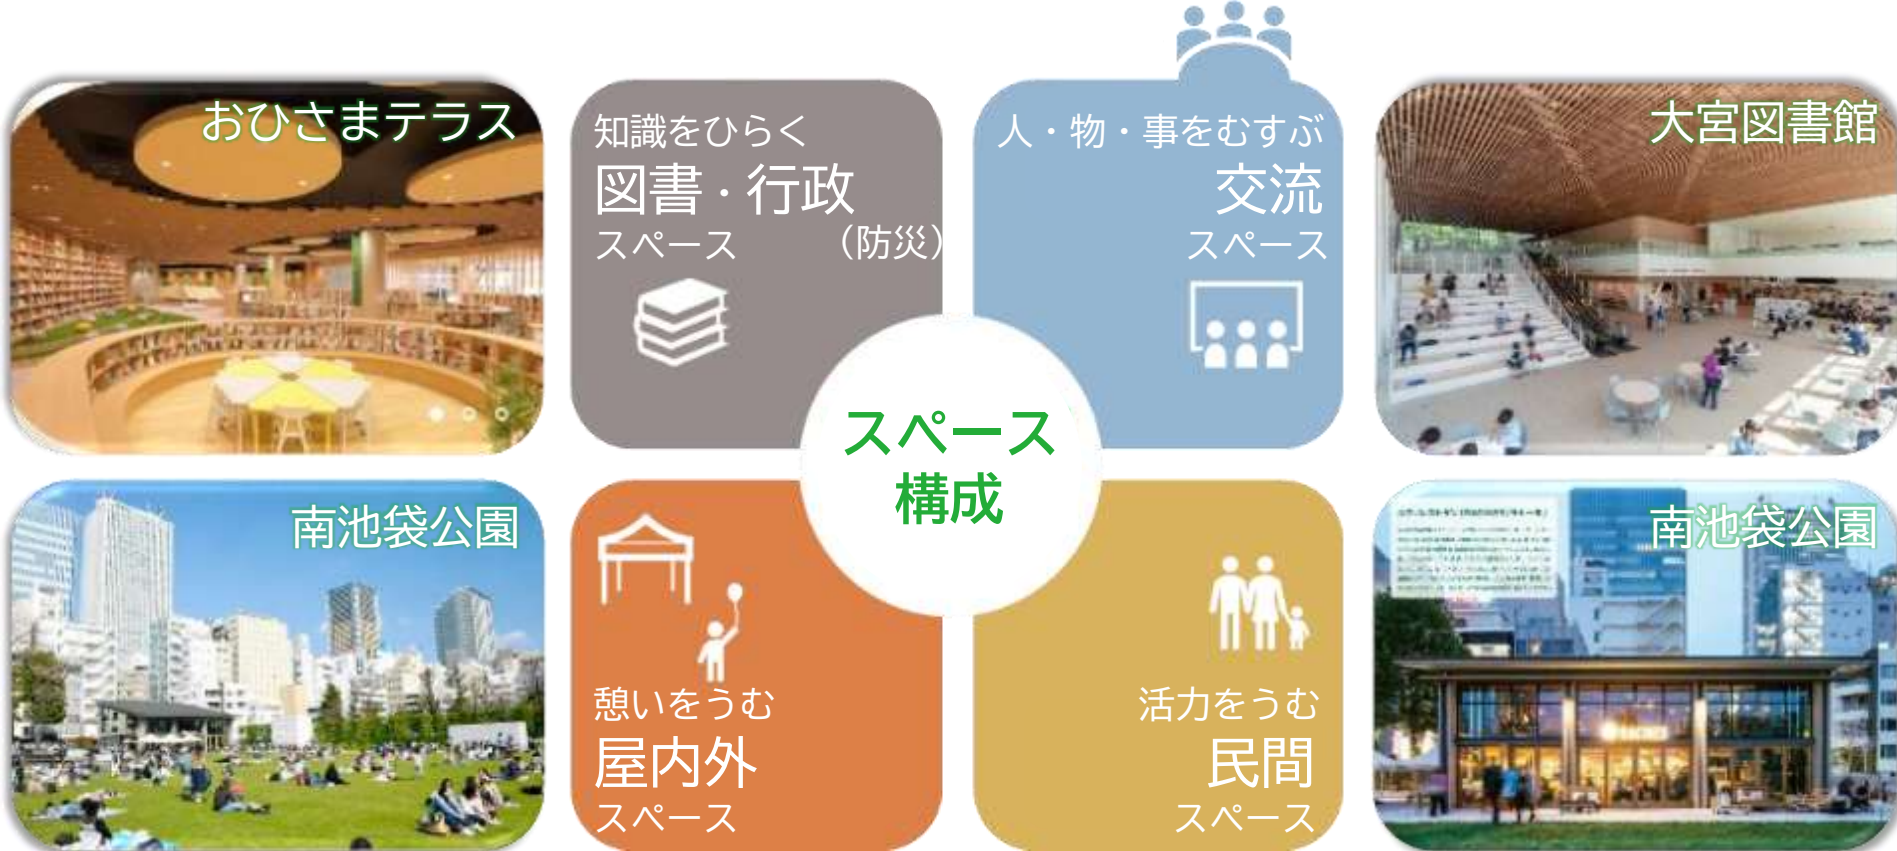 おひさまテラス
知識をひらく
図書・行政
スペース (防災)
人・物・事をむすぶ
交流
スペース
大宮図書館
スペース
構成
南池袋公園
憩いをうむ
屋内外
スペース
活力をうむ
民間
スペース
南池袋公園